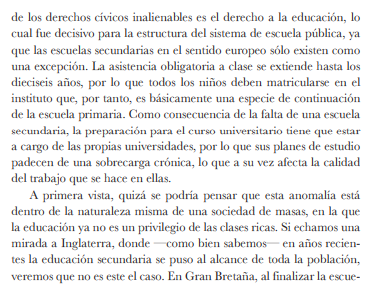 de los derechos cívicos inalienables es el derecho a la educación, lo
cual fue decisivo para la estructura del sistema de escuela pública, ya
que las escuelas secundarias en el sentido europeo sólo existen como
una excepción. La asistencia obligatoria a clase se extiende hasta los
dieciseis años, por lo que todos los niños deben matricularse en el
instituto que, por tanto, es básicamente una especie de continuación
de la escuela primaria. Como consecuencia de la falta de una escuela
secundaria, la preparación para el curso universitario tiene que estar
a cargo de las propias universidades, por lo que sus planes de estudio
padecen de una sobrecarga crónica, lo que a su vez afecta la calidad
del trabajo que se hace en ellas.
A primera vista, quizá se podría pensar que esta anomalía está
dentro de la naturaleza misma de una sociedad de masas, en la que
la educación ya no es un privilegio de las clases ricas. Si echamos una
mirada a Inglaterra, donde —como bien sabemos— en años recien-
tes la educación secundaria se puso al alcance de toda la población,
veremos que no es este el caso. En Gran Bretaña, al finalizar la escue-